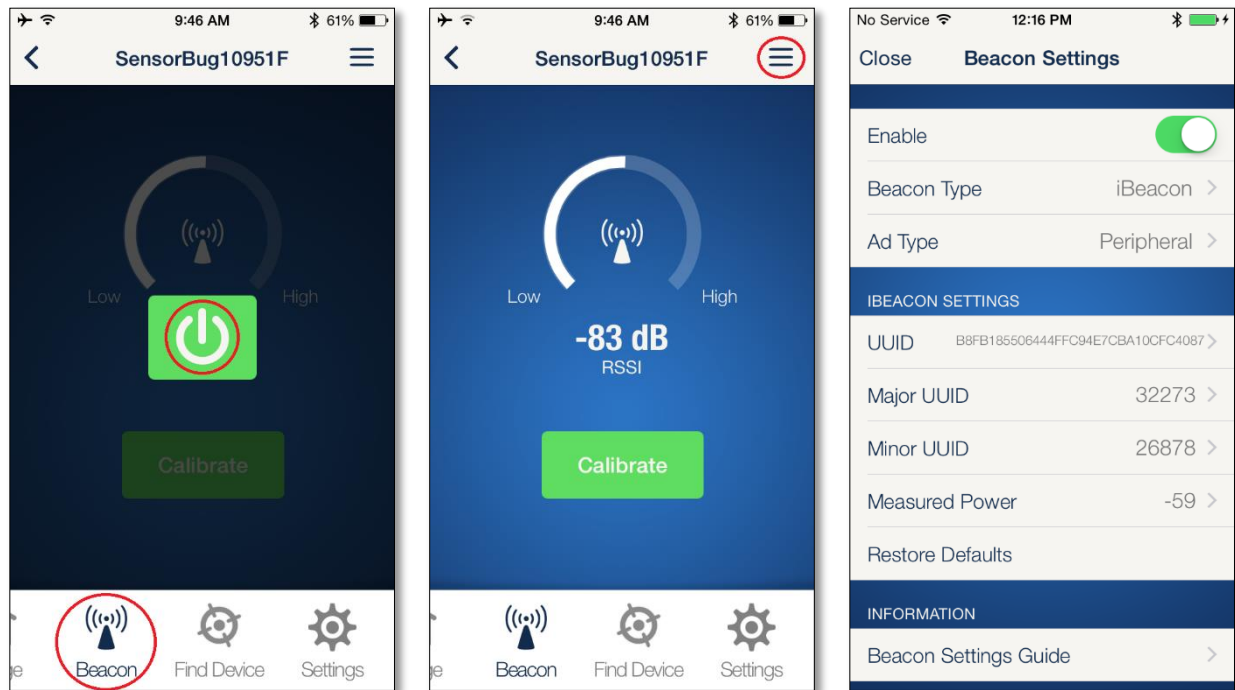 9:46 AM 61%
SensorBug10951F
Low High
Calibrate
Beacon Find Device Settings
9:46 AM 61%
SensorBug10951F
Low High
-83 dB
RSSI
Calibrate
Beacon Find Device Settings
No Service 12:16 PM
Close Beacon Settings
Enable
Beacon Type iBeacon
Ad Type Peripheral
IBEACON SETTINGS
UUID B8FB185506444FFC94E7CBA10CFC4087
Major UUID 32273
Minor UUID 26878
Measured Power -59
Restore Defaults
INFORMATION
Beacon Settings Guide